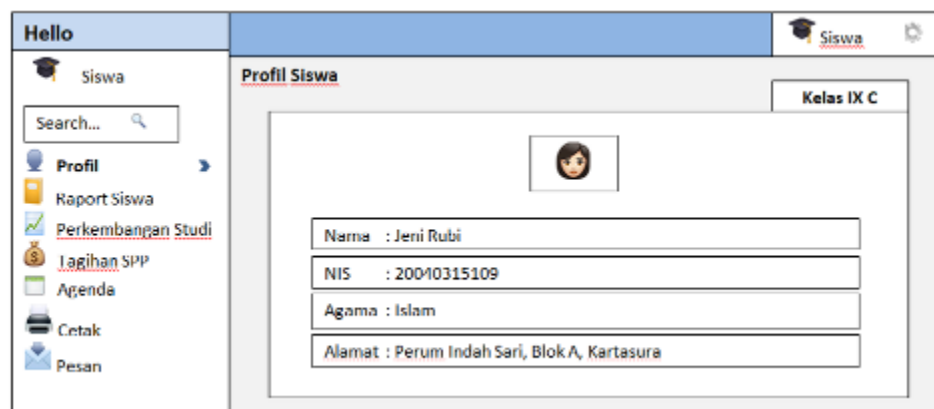 Hello
Siswa
Siswa
Profil Siswa
Kelas IX C
Search...
Profil
Raport Siswa
Perkembangan Studi
Tagihan SPP
Agenda
Cetak
Pesan
Nama : Jeni Rubi
NIS : 20040315109
Agama : Islam
Alamat : Perum Indah Sari, Blok A, Kartasura